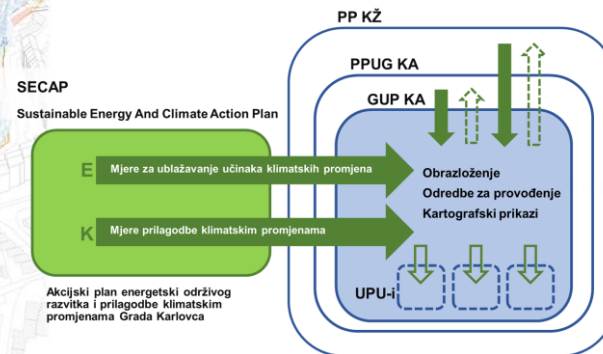 PP KŽ
PPUG KA
GUP KA
SECAP
Sustainable Energy And Climate Action Plan
E
Mjere za ublažavanje učinaka klimatskih promjena
K
Mjere prilagodbe klimatskim promjenama
Obrazloženje
Odredbe za provođenje
Kartografski prikazi
UPU-i
Akcijski plan energetski održivog
razvitka i prilagodbe klimatskim
promjenama Grada Karlovca